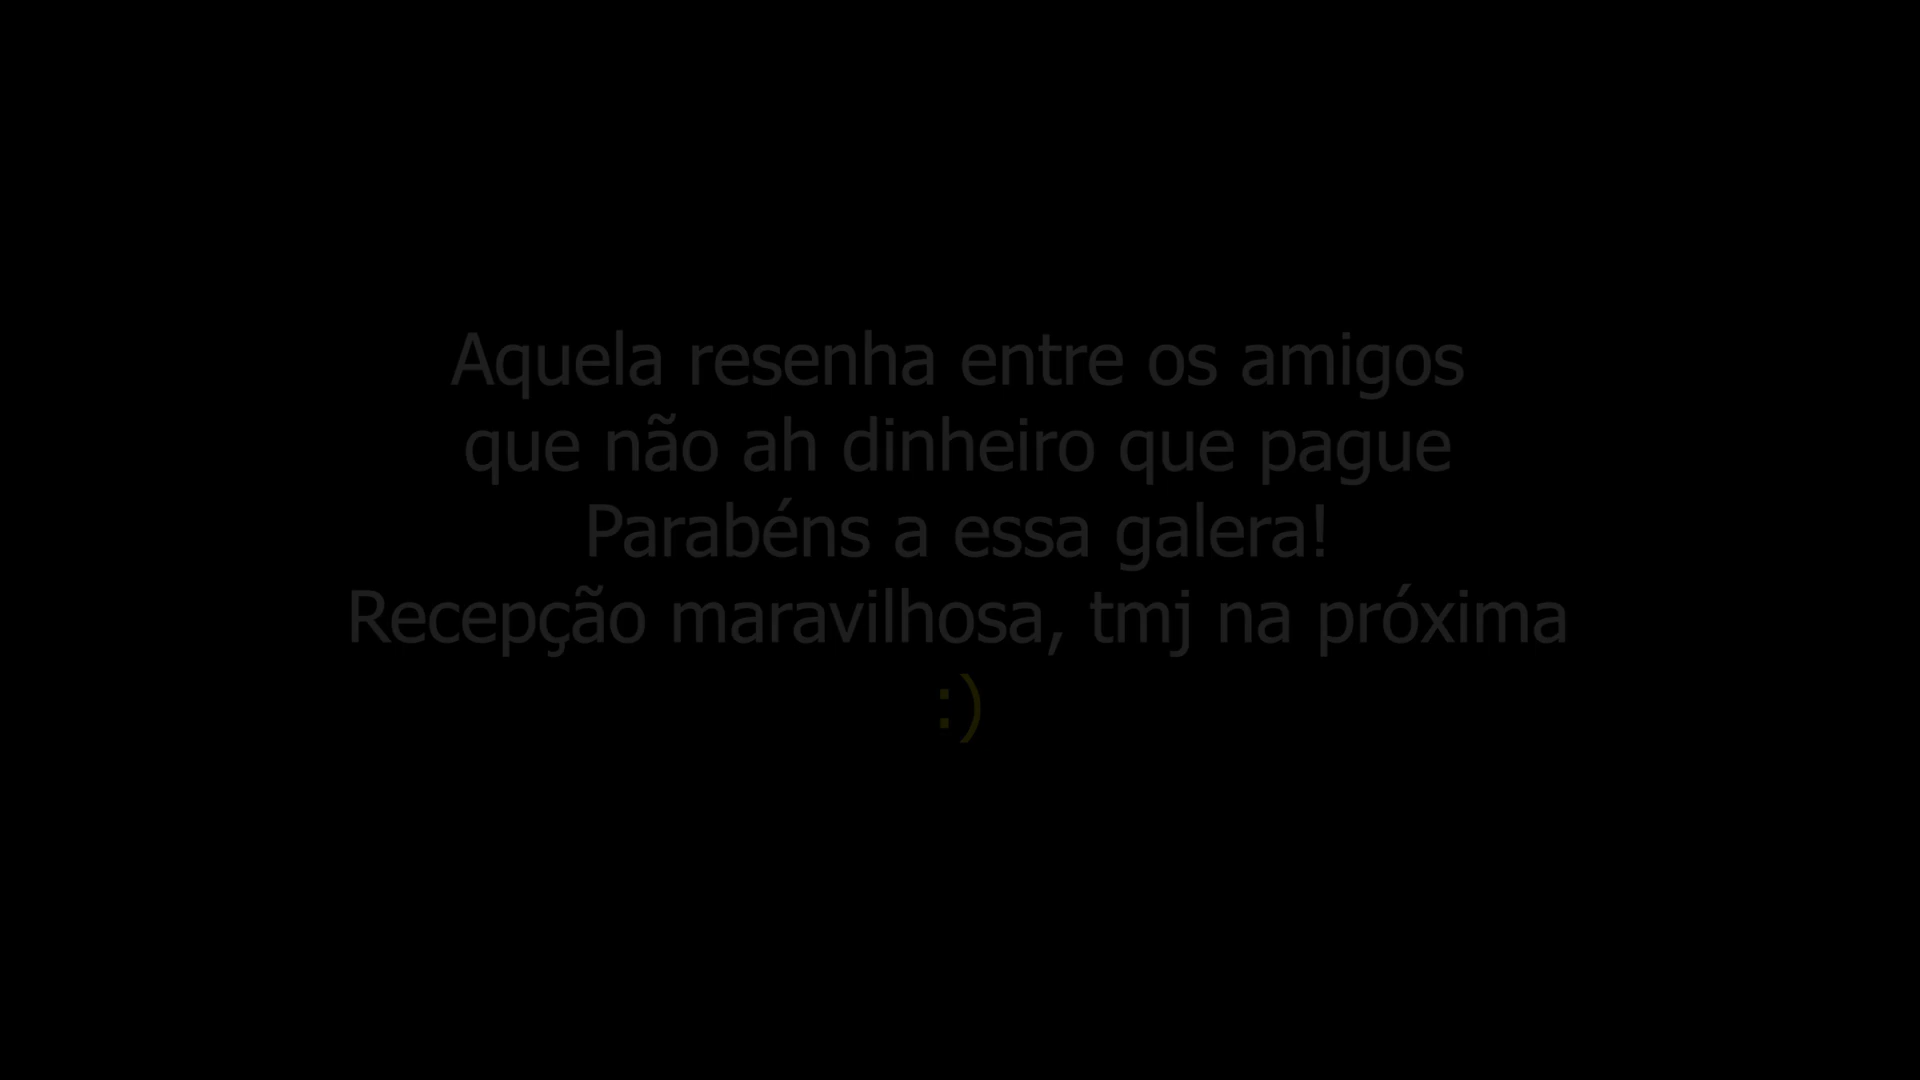 Aquela resenha entre os amigos
que não ah dinheiro que pague
Parabéns a essa galera!
Recepção maravilhosa, tmj na próxima
:)